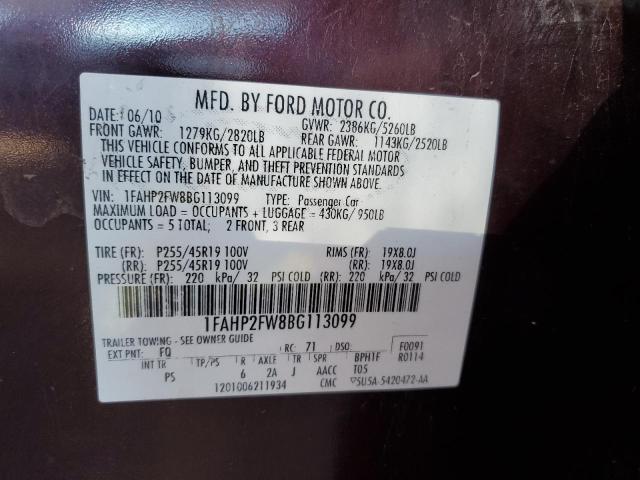 MFD. BY FORD MOTOR CO.
DATE: 06/10 GVWR: 2386KG/5260LB
FRONT GAWR: 1279KG/2820LB REAR GAWR: 1143KG/2520LB
THIS VEHICLE CONFORMS TO ALL APPLICABLE FEDERAL MOTOR
VEHICLE SAFETY, BUMPER, AND THEFT PREVENTION STANDARDS
IN EFFECT ON THE DATE OF MANUFACTURE SHOWN ABOVE.
VIN: 1FAHP2FW8BG113099 TYPE: Passenger Car
MAXIMUM LOAD = OCCUPANTS + LUGGAGE = 430KG/ 950LB
OCCUPANTS = 5 TOTAL; 2 FRONT, 3 REAR
TIRE (FR): P255/45R19 100V RIMS (FR): 19X8.0J
(RR): P255/45R19 100V (RR): 19X8.0J
PRESSURE (FR): 220 kPa/ 32 PSI COLD (RR): 220 kPa/ 32 PSI COLD
1FAHP2FW8BG113099
TRAILER TOWING - SEE OWNER GUIDE F0091
EXT PNT: FQ RC: 71 DSO: R0114
INT TR TP/PS R AXLE TR SPR BPH1F
P5 6 2A J AACC T05
1201006211934 CMC 5U5A-5420472-AA